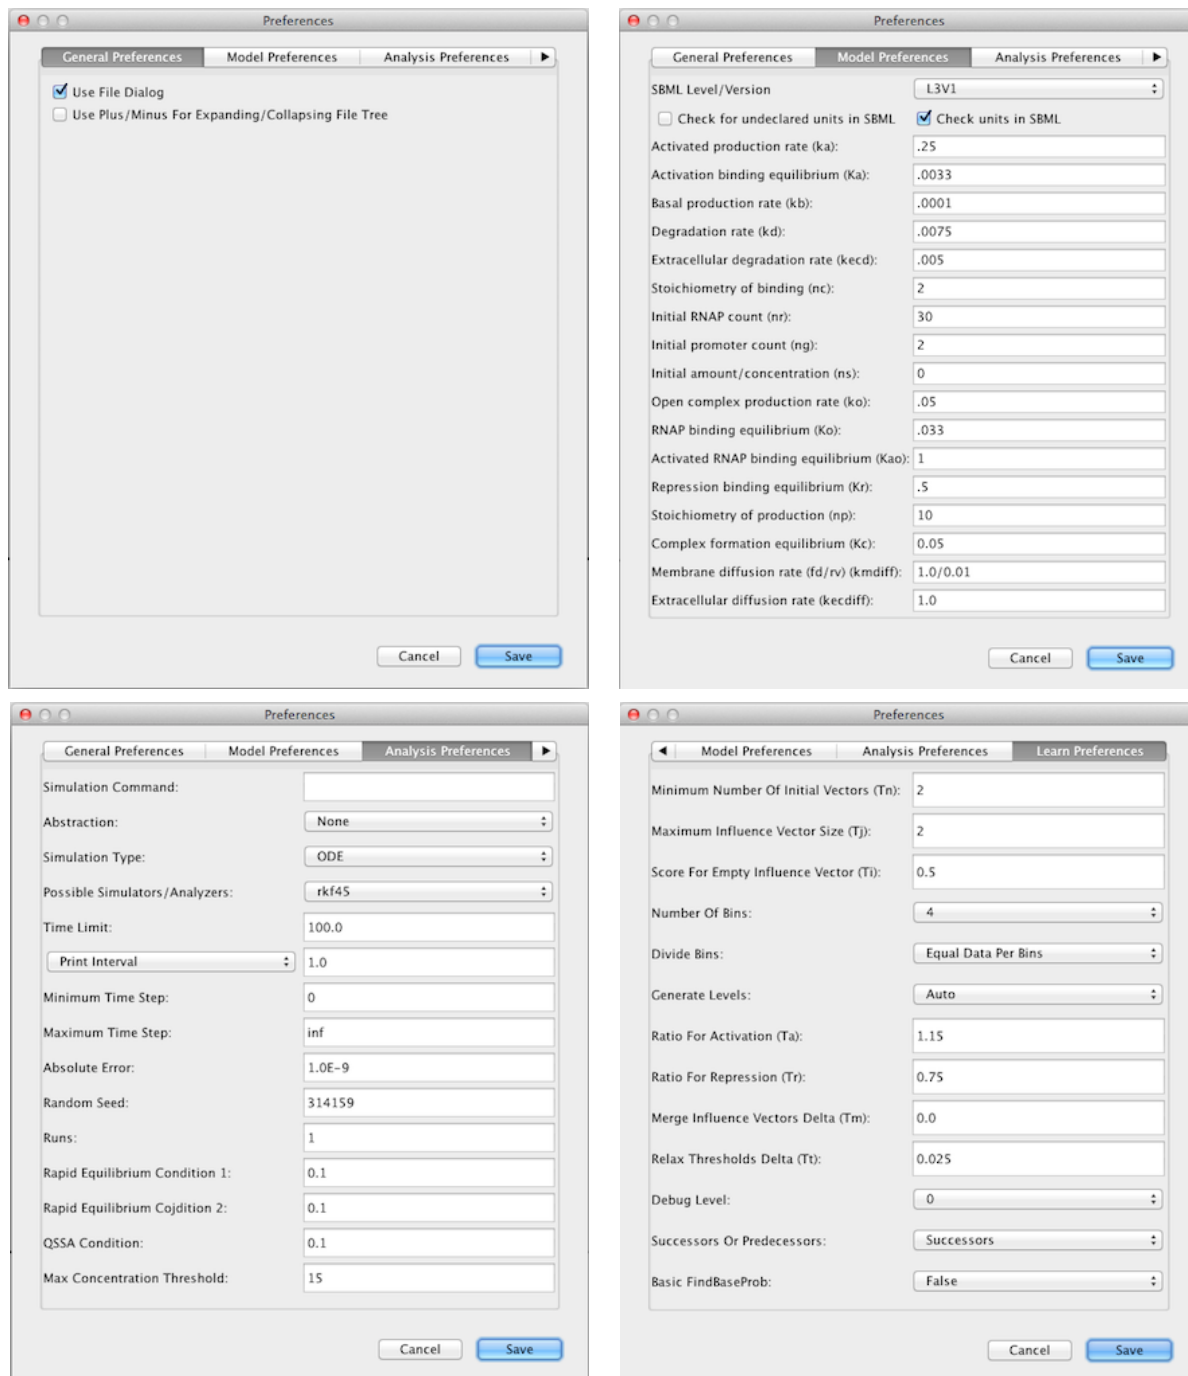 Preferences
General Preferences Model Preferences Analysis Preferences
Use File Dialog
Use Plus/Minus For Expanding/Collapsing File Tree
Cancel Save
Preferences
General Preferences Model Preferences Analysis Preferences
SBML Level/Version L3V1
Check for undeclared units in SBML Check units in SBML
Activated production rate (ka): .25
Activation binding equilibrium (Ka): .0033
Basal production rate (kb): .0001
Degradation rate (kd): .0075
Extracellular degradation rate (kecd): .005
Stoichiometry of binding (nc): 2
Initial RNAP count (nr): 30
Initial promoter count (ng): 2
Initial amount/concentration (ns): 0
Open complex production rate (ko): .05
RNAP binding equilibrium (Ko): .033
Activated RNAP binding equilibrium (Kao): 1
Repression binding equilibrium (Kr): .5
Stoichiometry of production (np): 10
Complex formation equilibrium (Kc): 0.05
Membrane diffusion rate (fd/rv) (kmdiff): 1.0/0.01
Extracellular diffusion rate (kecdiff): 1.0
Cancel Save
Preferences
General Preferences Model Preferences Analysis Preferences
Simulation Command:
Abstraction: None
Simulation Type: ODE
Possible Simulators/Analyzers: rkf45
Time Limit: 100.0
Print Interval 1.0
Minimum Time Step: 0
Maximum Time Step: inf
Absolute Error: 1.0E-9
Random Seed: 314159
Runs: 1
Rapid Equilibrium Condition 1: 0.1
Rapid Equilibrium Cojdition 2: 0.1
QSSA Condition: 0.1
Max Concentration Threshold: 15
Cancel Save
Preferences
Model Preferences Analysis Preferences Learn Preferences
Minimum Number Of Initial Vectors (Tn): 2
Maximum Influence Vector Size (Tj): 2
Score For Empty Influence Vector (Ti): 0.5
Number Of Bins: 4
Divide Bins: Equal Data Per Bins
Generate Levels: Auto
Ratio For Activation (Ta): 1.15
Ratio For Repression (Tr): 0.75
Merge Influence Vectors Delta (Tm): 0.0
Relax Thresholds Delta (Tt): 0.025
Debug Level: 0
Successors Or Predecessors: Successors
Basic FindBaseProb: False
Cancel Save